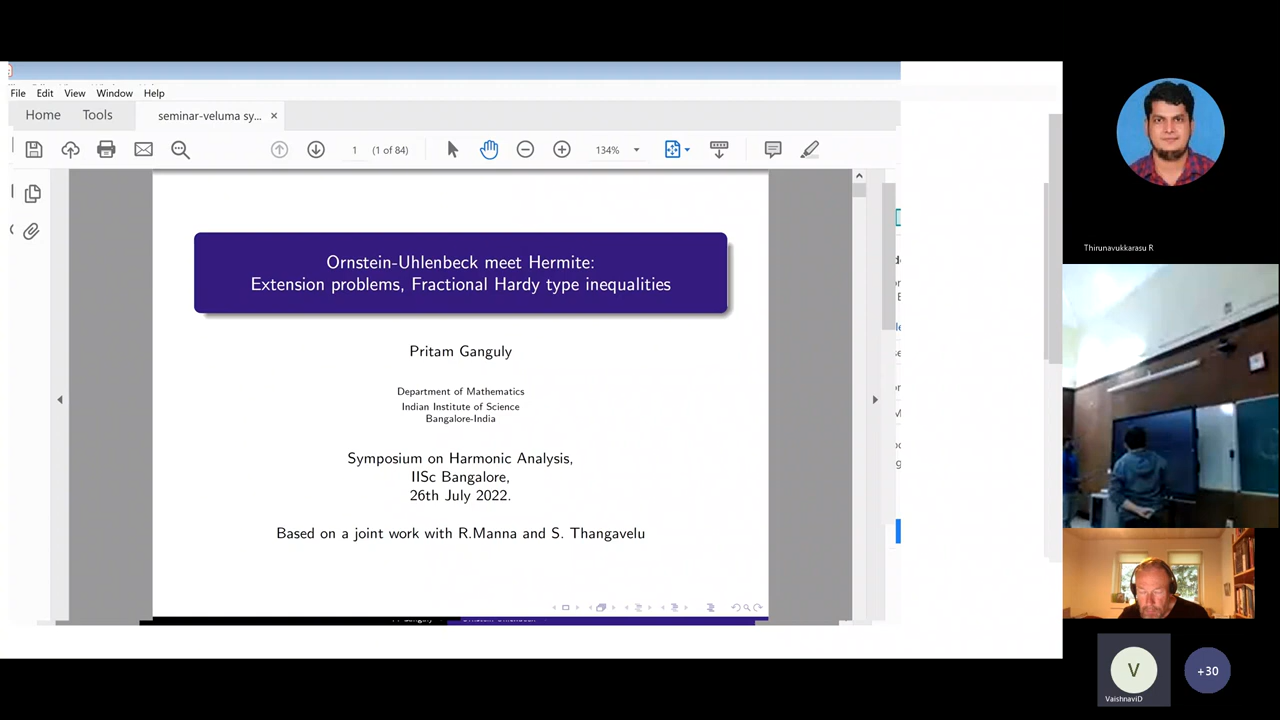 File Edit View Window Help
Home Tools seminar-veluma sy... ×
1 (1 of 84) 134%
Ornstein-Uhlenbeck meet Hermite:
Extension problems, Fractional Hardy type inequalities
Pritam Ganguly
Department of Mathematics
Indian Institute of Science
Bangalore-India
Symposium on Harmonic Analysis,
IISc Bangalore,
26th July 2022.
Based on a joint work with R.Manna and S. Thangavelu
Thirunavukkarasu R
V
VaishnaviD
+30